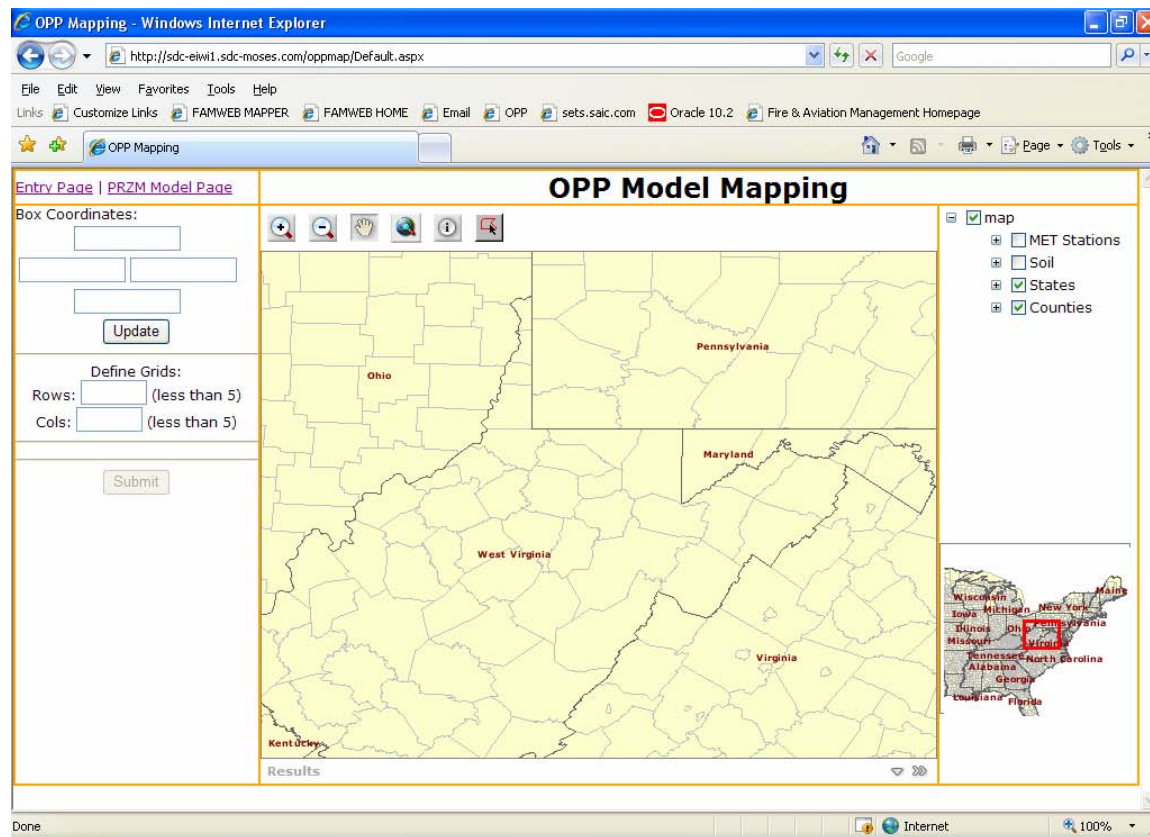 OPP Mapping - Windows Internet Explorer
http://sdc-eiwi1.sdc-moses.com/oppmap/Default.aspx
Google
File Edit View Favorites Tools Help
Links Customize Links FAMWEB MAPPER FAMWEB HOME Email OPP sets.saic.com Oracle 10.2 Fire & Aviation Management Homepage
OPP Mapping
Page Tools
Entry Page | PRZM Model Page
OPP Model Mapping
Box Coordinates:
Update
Define Grids:
Rows: (less than 5)
Cols: (less than 5)
Submit
Ohio
Pennsylvania
Maryland
West Virginia
Virginia
Kentucky
Results
map
MET Stations
Soil
States
Counties
Wisconsin
Maine
Iowa
Michigan
New York
Illinois
Ohio
Pennsylvania
Missouri
Virginia
Tennessee
North Carolina
Alabama
Georgia
Louisiana
Florida
Done
Internet
100%